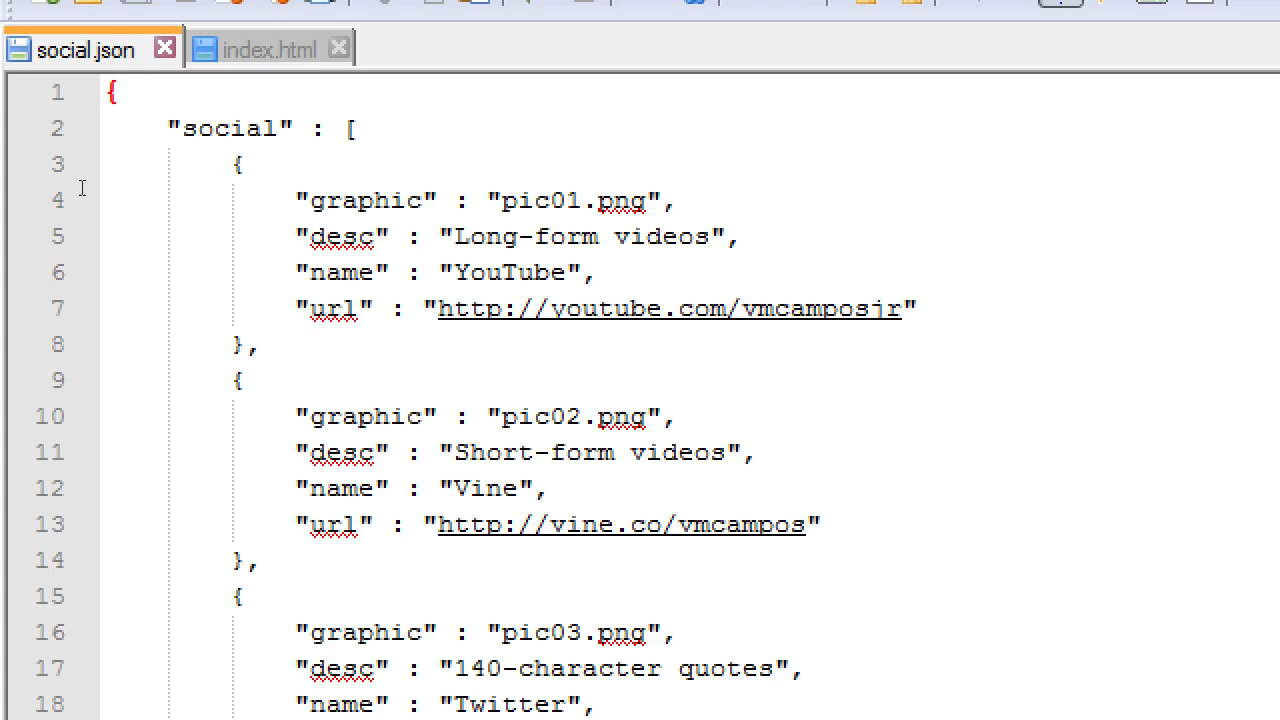 social.json index.html
1 {
2 "social" : [
3 {
4 "graphic" : "pic01.png",
5 "desc" : "Long-form videos",
6 "name" : "YouTube",
7 "url" : "http://youtube.com/vmcamposjr"
8 },
9 {
10 "graphic" : "pic02.png",
11 "desc" : "Short-form videos",
12 "name" : "Vine",
13 "url" : "http://vine.co/vmcampos"
14 },
15 {
16 "graphic" : "pic03.png",
17 "desc" : "140-character quotes",
18 "name" : "Twitter",